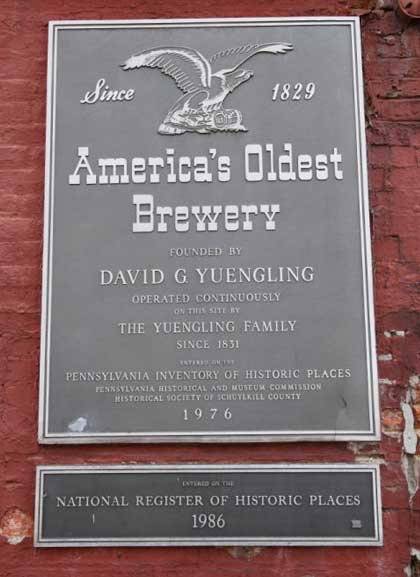 Since 1829
America's Oldest
Brewery
FOUNDED BY
DAVID G. YUENGLING
OPERATED CONTINUOUSLY
ON THIS SITE BY
THE YUENGLING FAMILY
SINCE 1831
ENTERED ON THE
PENNSYLVANIA INVENTORY OF HISTORIC PLACES
PENNSYLVANIA HISTORICAL AND MUSEUM COMMISSION
HISTORICAL SOCIETY OF SCHUYLKILL COUNTY
1976
ENTERED ON THE
NATIONAL REGISTER OF HISTORIC PLACES
1986